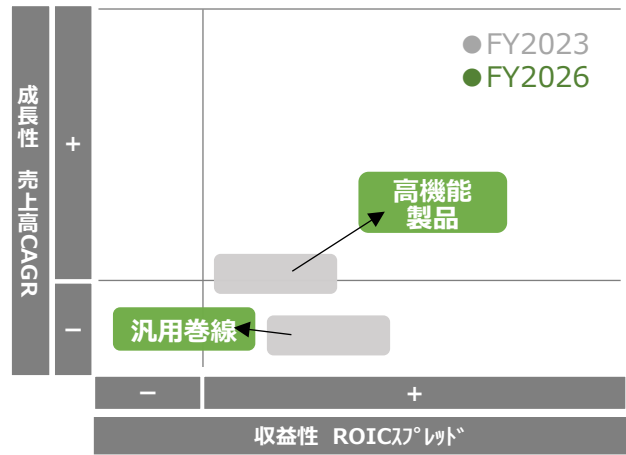 ●FY2023
●FY2026
成長性 売上高CAGR
+
高機能
製品
汎用巻線
−
−
+
収益性 ROICｽﾌﾟﾚｯﾄﾞ